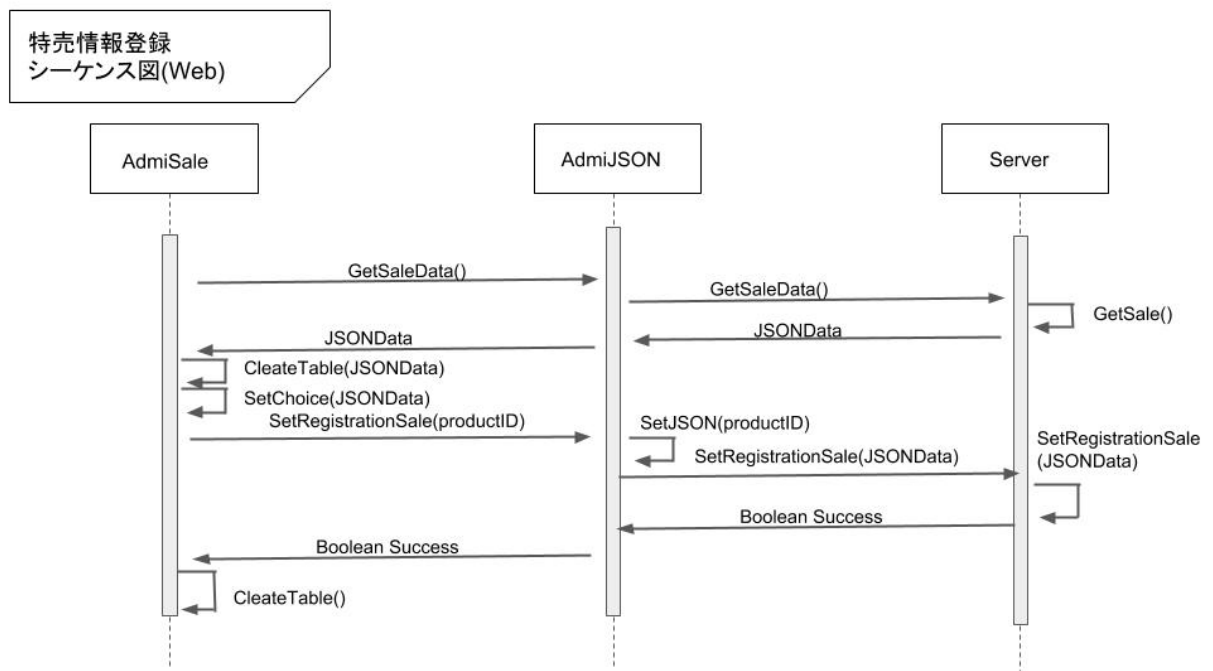 特売情報登録
シーケンス図(Web)
AdmiSale
AdmiJSON
Server
GetSaleData()
GetSaleData()
GetSale()
JSONData
JSONData
CleateTable(JSONData)
SetChoice(JSONData)
SetRegistrationSale(productID)
SetJSON(productID)
SetRegistrationSale(JSONData)
SetRegistrationSale
(JSONData)
Boolean Success
Boolean Success
CleateTable()